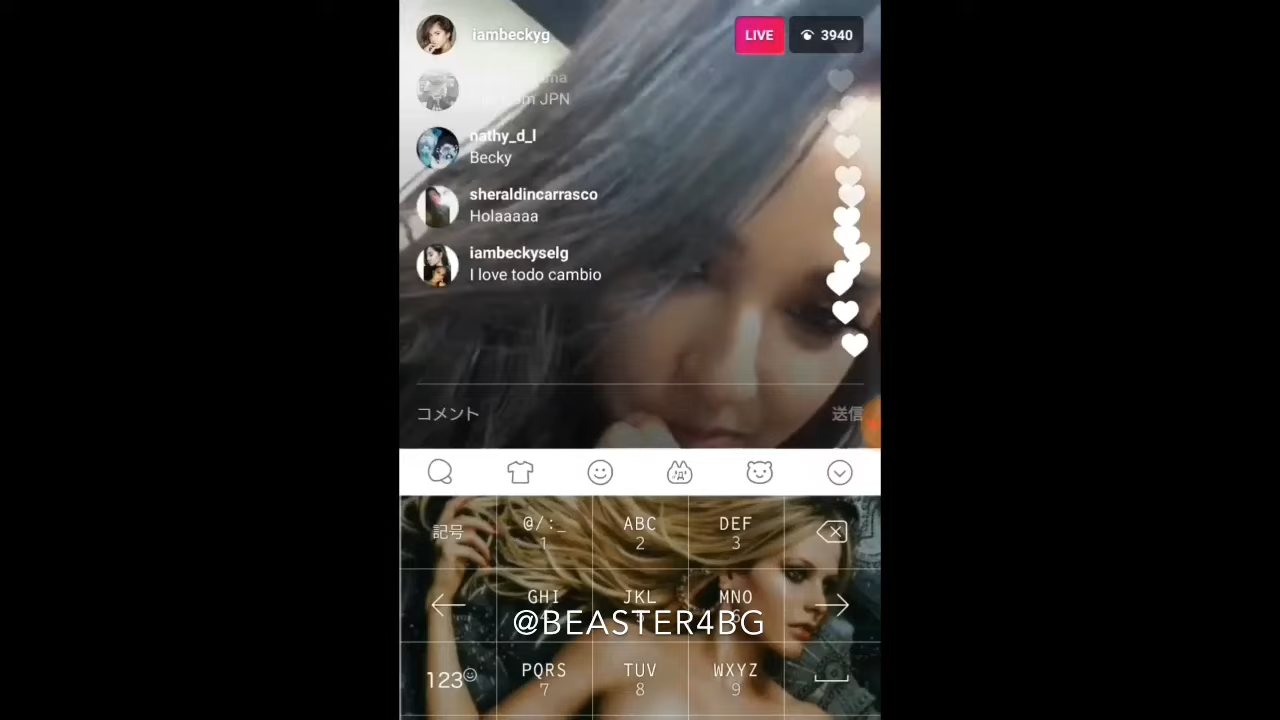 iambeckyg
LIVE
3940
JPN
nathy_d_l
Becky
sheraldincarrasco
Holaaaaa
iambeckyselg
I love todo cambio
コメント
送信
記号
@/:_
1
ABC
2
DEF
3
GHI
JKL
MNO
@BEASTER4BG
123
PQRS
7
TUV
8
WXYZ
9